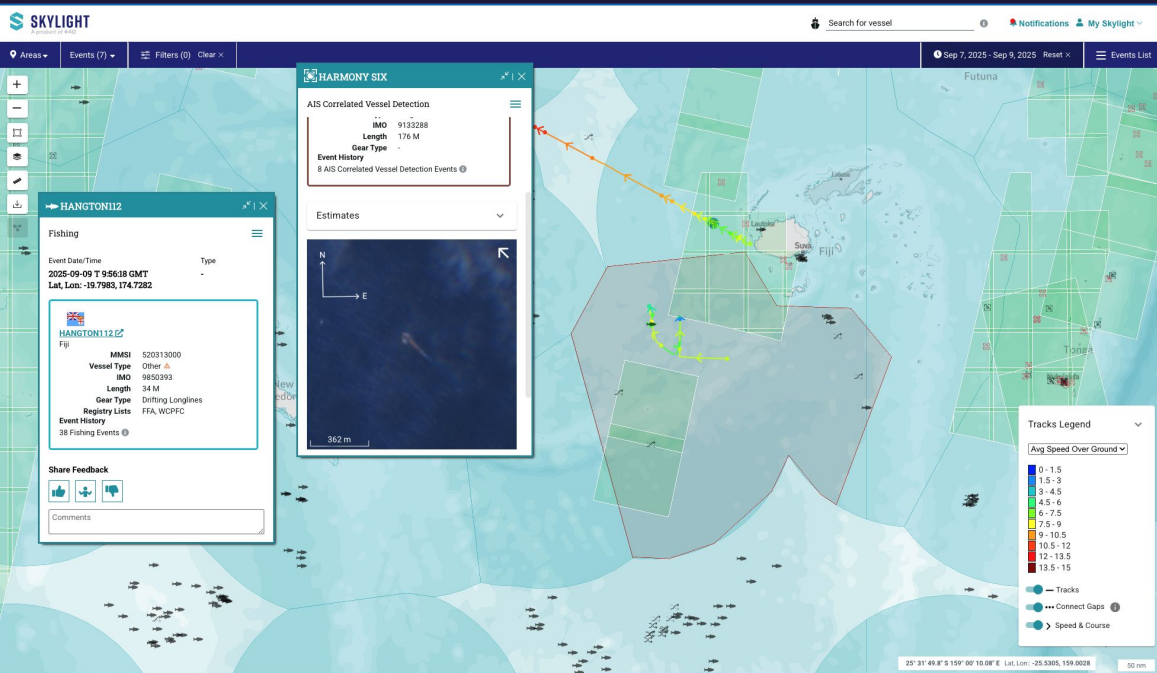 SKYLIGHT
A product of
Search for vessel
Notifications
My Skylight
Areas
Events (7)
Filters (0) Clear ×
Sep 7, 2025 - Sep 9, 2025 Reset ×
Events List
HARMONY SIX
AIS Correlated Vessel Detection
IMO 9133288
Length 176 M
Gear Type -
Event History
8 AIS Correlated Vessel Detection Events
Estimates
N
E
362 m
HANGTON112
Fishing
Event Date/Time Type
2025-09-09 T 9:56:18 GMT -
Lat, Lon: -19.7983, 174.7282
HANGTON112
Fiji
MMSI 520313000
Vessel Type Other
IMO 9850393
Length 34 M
Gear Type Drifting Longlines
Registry Lists FFA, WCPFC
Event History
38 Fishing Events
Share Feedback
Comments
Futuna
Labasa
Lautoka
Suva
Fiji
Tonga
New
Tracks Legend
Avg Speed Over Ground
0 - 1.5
1.5 - 3
3 - 4.5
4.5 - 6
6 - 7.5
7.5 - 9
9 - 10.5
10.5 - 12
12 - 13.5
13.5 - 15
Tracks
Connect Gaps
Speed & Course
25° 31' 49.8" S 159° 00' 10.08" E Lat, Lon: -25.5305, 159.0028
50 nm